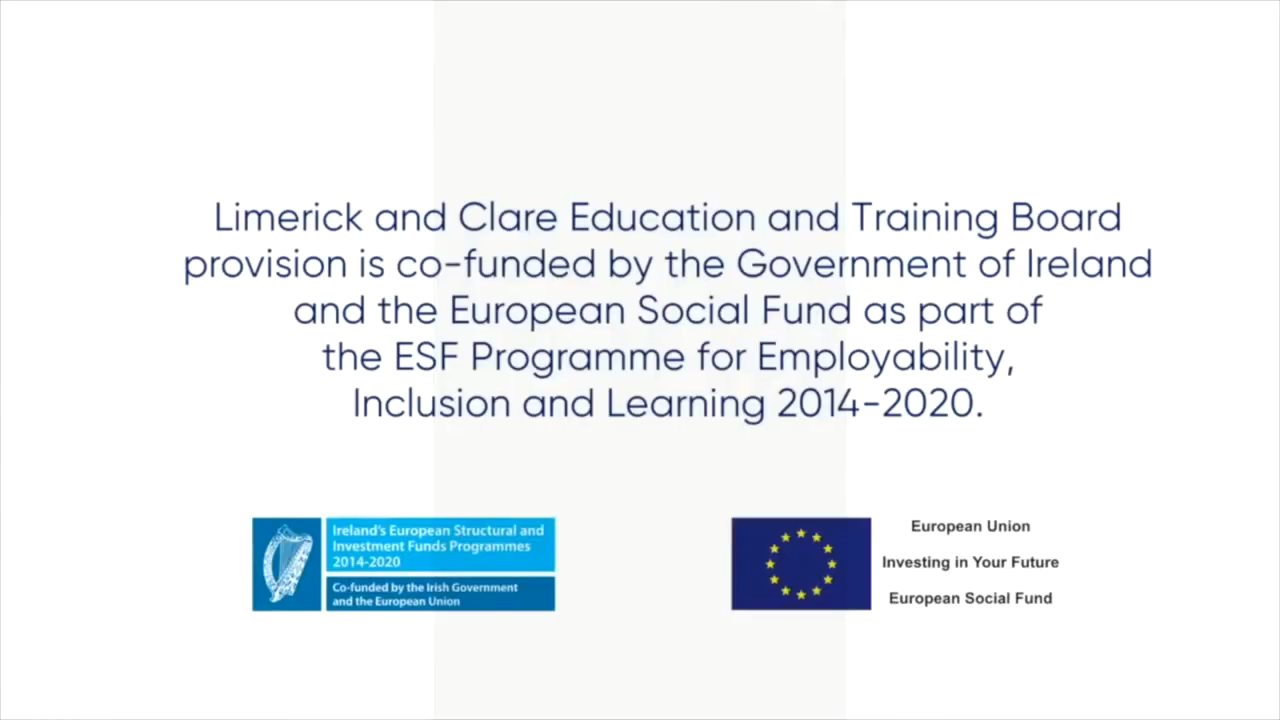 Limerick and Clare Education and Training Board
provision is co-funded by the Government of Ireland
and the European Social Fund as part of
the ESF Programme for Employability,
Inclusion and Learning 2014-2020.
Ireland's European Structural and
Investment Funds Programmes
2014-2020
Co-funded by the Irish Government
and the European Union
European Union
Investing in Your Future
European Social Fund